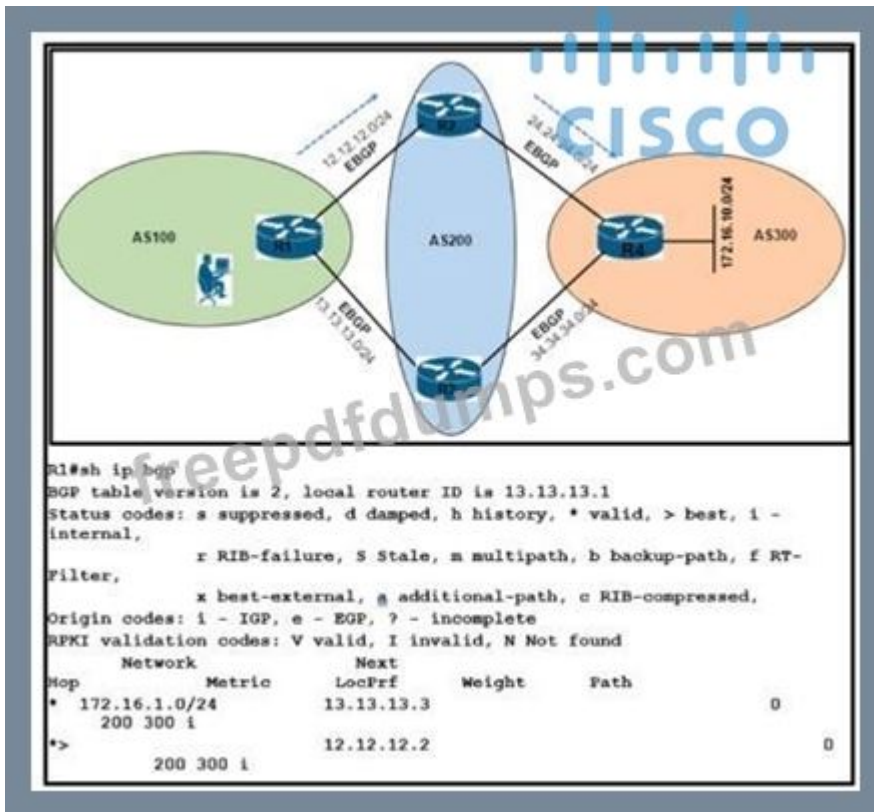 CISCO
12.12.12.0/24
EBGP
R2
24.24.24.0/24
EBGP
AS100
R1
AS200
R4
172.16.10.0/24
AS300
EBGP
13.13.13.0/24
EBGP
34.34.34.0/24
freepdfdumps.com
R1#sh ip bgp
BGP table version is 2, local router ID is 13.13.13.1
Status codes: s suppressed, d damped, h history, * valid, > best, i -
internal,
r RIB-failure, S Stale, m multipath, b backup-path, f RT-
Filter,
x best-external, a additional-path, c RIB-compressed,
Origin codes: i - IGP, e - EGP, ? - incomplete
RPKI validation codes: V valid, I invalid, N Not found
Network Next
Hop Metric LocPrf Weight Path
* 172.16.1.0/24 13.13.13.3 0
200 300 i
*> 12.12.12.2 0
200 300 i